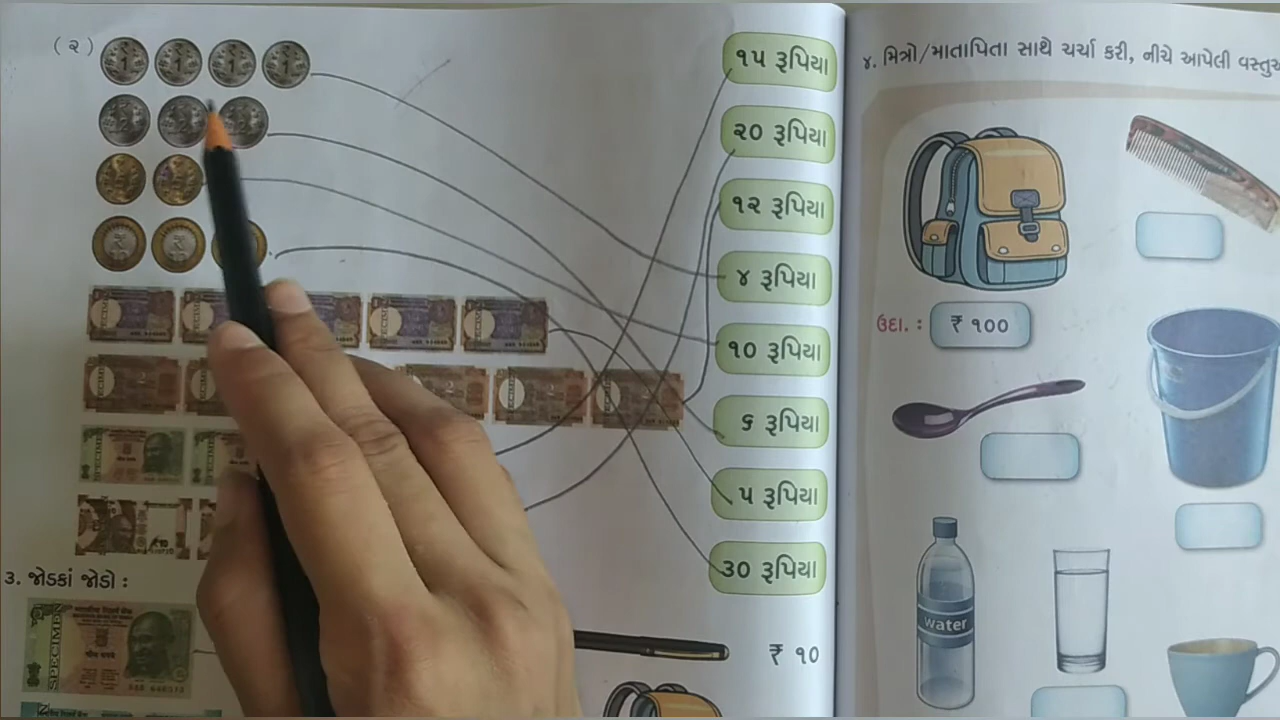 (૨)
૧૫ રૂપિયા
૨૦ રૂપિયા
૧૨ રૂપિયા
૪ રૂપિયા
૧૦ રૂપિયા
૬ રૂપિયા
૫ રૂપિયા
૩૦ રૂપિયા
૩. જોડકાં જોડો :
SPECIMEN
₹ ૧૦
૪. મિત્રો/માતાપિતા સાથે ચર્ચા કરી, નીચે આપેલી
ઉદા. : ₹ ૧૦૦
water